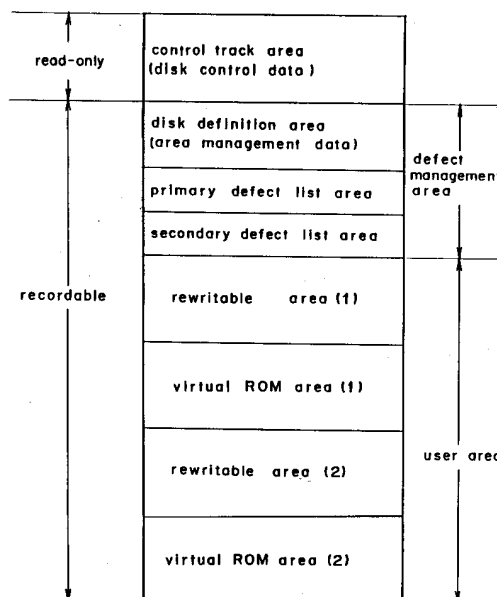 control track area
(disk control data)
read-only
disk definition area
(area management data)
defect
management
area
primary defect list area
secondary defect list area
recordable
rewritable area (1)
virtual ROM area (1)
rewritable area (2)
user area
virtual ROM area (2)